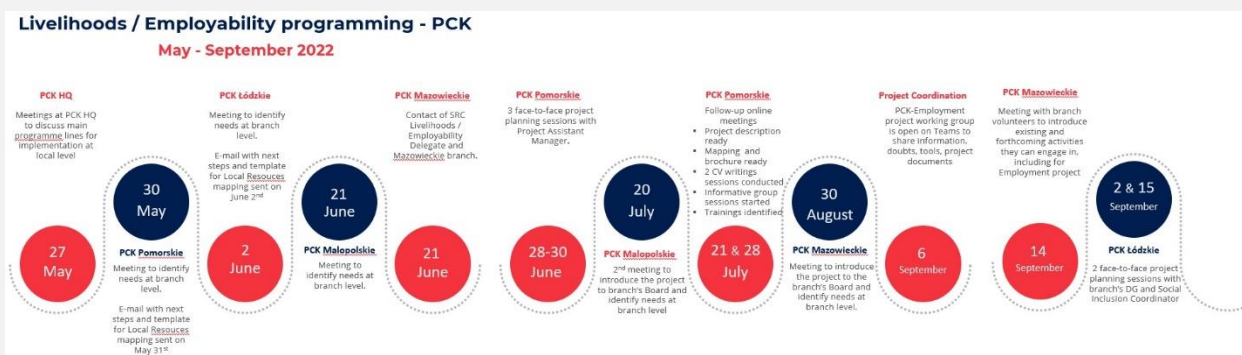 Livelihoods / Employability programming - PCK
May - September 2022
PCK HQ
Meetings at PCK HQ
to discuss main
programme lines for
implementation at
local level
27
May
30
May
PCK Pomorskie
Meeting to identify
needs at branch
level.
E-mail with next
steps and template
for Local Resouces
mapping sent on
May 31st
PCK Łódzkie
Meeting to identify
needs at branch
level.
E-mail with next
steps and template
for Local Resouces
mapping sent on
June 2nd
2
June
21
June
PCK Malopolskie
Meeting to
identify needs at
branch level.
PCK Mazowieckie
Contact of SRC
Livelihoods /
Employability
Delegate and
Mazowieckie branch.
21
June
PCK Pomorskie
3 face-to-face project
planning sessions with
Project Assistant
Manager.
28-30
June
20
July
PCK Malopolskie
2nd meeting to
introduce the project
to branch's Board and
identify needs at
branch level
PCK Pomorskie
Follow-up online
meetings
• Project description
ready
• Mapping and
brochure ready
• 2 CV writings
sessions conducted
• Informative group
sessions started
• Trainings identified
21 & 28
July
30
August
PCK Mazowieckie
Meeting to introduce
the project to the
branch's Board and
identify needs at
branch level.
Project Coordination
PCK-Employment
project working group
is open on Teams to
share information,
doubts, tools, project
documents
6
September
PCK Mazowieckie
Meeting with branch
volunteers to introduce
existing and
forthcoming activities
they can engage in,
including for
Employment project
14
September
2 & 15
September
PCK Łódzkie
2 face-to-face project
planning sessions with
branch's DG and Social
Inclusion Coordinator